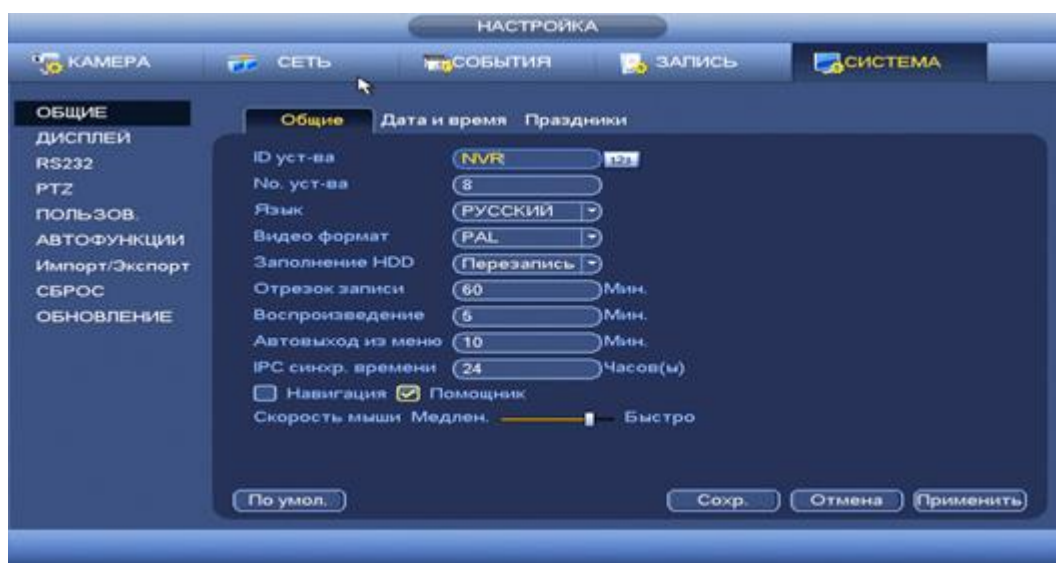 НАСТРОЙКА
КАМЕРА СЕТЬ СОБЫТИЯ ЗАПИСЬ СИСТЕМА
ОБЩИЕ
ДИСПЛЕЙ
RS232
PTZ
ПОЛЬЗОВ.
АВТОФУНКЦИИ
Импорт/Экспорт
СБРОС
ОБНОВЛЕНИЕ
Общие Дата и время Праздники
ID уст-ва NVR 123
No. уст-ва 8
Язык РУССКИЙ
Видео формат PAL
Заполнение HDD Перезапись
Отрезок записи 60 Мин.
Воспроизведение 5 Мин.
Автовыход из меню 10 Мин.
IPC синхр. времени 24 Часов(ы)
Навигация Помощник
Скорость мыши Медлен. Быстро
По умол. Сохр. Отмена Применить